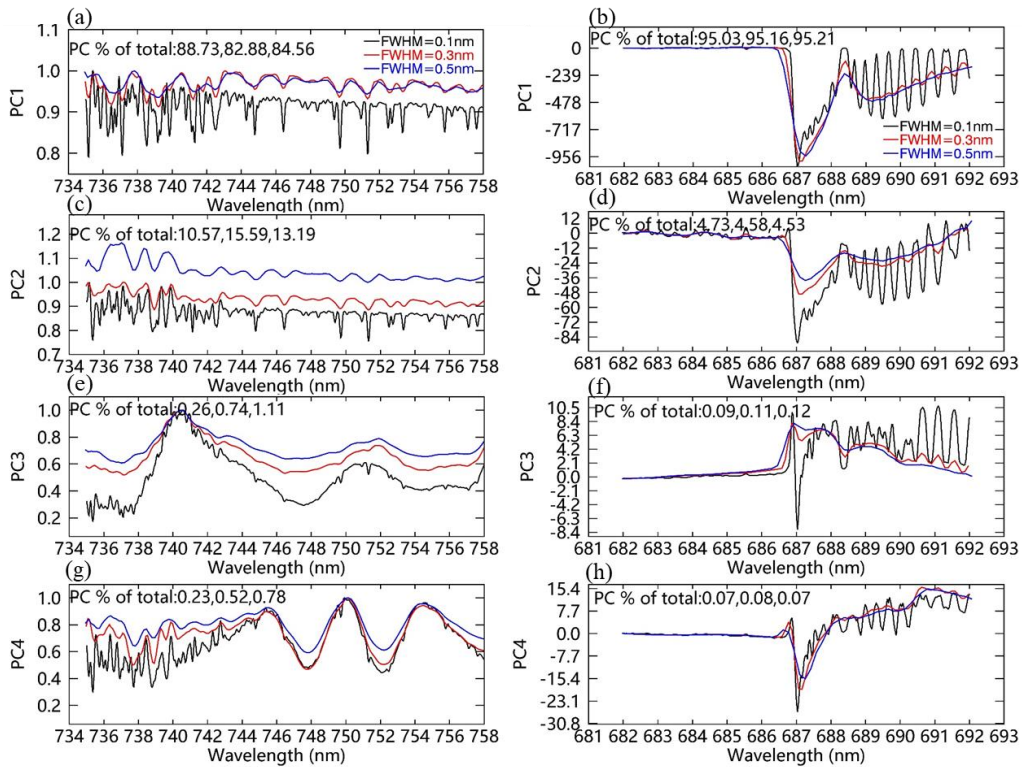 (a)
PC % of total:88.73,82.88,84.56
FWHM=0.1nm
FWHM=0.3nm
FWHM=0.5nm
PC1
1.0
0.9
0.8
734 736 738 740 742 744 746 748 750 752 754 756 758
Wavelength (nm)
(b)
PC % of total:95.03,95.16,95.21
PC1
0
-239
-478
-717
-956
FWHM=0.1nm
FWHM=0.3nm
FWHM=0.5nm
681 682 683 684 685 686 687 688 689 690 691 692 693
Wavelength (nm)
(c)
PC % of total:10.57,15.59,13.19
PC2
1.2
1.1
1.0
0.9
0.8
0.7
734 736 738 740 742 744 746 748 750 752 754 756 758
Wavelength (nm)
(d)
PC % of total:4.73,4.58,4.53
PC2
12
0
-12
-24
-36
-48
-60
-72
-84
681 682 683 684 685 686 687 688 689 690 691 692 693
Wavelength (nm)
(e)
PC % of total:0.26,0.74,1.11
PC3
1.0
0.8
0.6
0.4
0.2
734 736 738 740 742 744 746 748 750 752 754 756 758
Wavelength (nm)
(f)
PC % of total:0.09,0.11,0.12
PC3
10.5
8.4
6.3
4.2
2.1
0.0
-2.1
-4.2
-6.3
-8.4
681 682 683 684 685 686 687 688 689 690 691 692 693
Wavelength (nm)
(g)
PC % of total:0.23,0.52,0.78
PC4
1.0
0.8
0.6
0.4
0.2
734 736 738 740 742 744 746 748 750 752 754 756 758
Wavelength (nm)
(h)
PC % of total:0.07,0.08,0.07
PC4
15.4
7.7
0.0
-7.7
-15.4
-23.1
-30.8
681 682 683 684 685 686 687 688 689 690 691 692 693
Wavelength (nm)